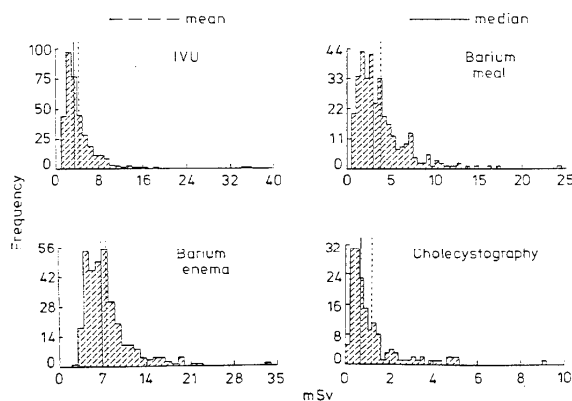 mean
median
IVU
100
75
50
25
0
0 8 16 24 32 40
Barium
meal
44
33
22
11
0
0 5 10 15 20 25
Frequency
Barium
enema
56
42
28
14
0
0 7 14 21 28 35
Cholecystography
32
24
16
8
0
0 2 4 6 8 10
mSv